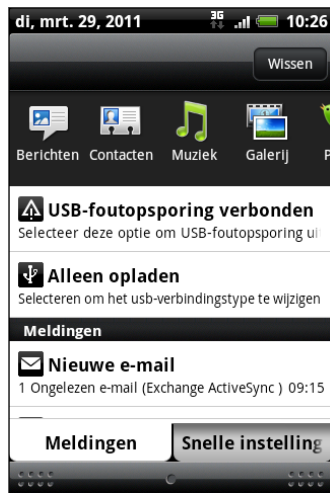 di, mrt. 29, 2011 3G 10:26
Wissen
Berichten Contacten Muziek Galerij P
USB-foutopsporing verbonden
Selecteer deze optie om USB-foutopsporing ui
Alleen opladen
Selecteren om het usb-verbindingstype te wijzigen
Meldingen
Nieuwe e-mail
1 Ongelezen e-mail (Exchange ActiveSync ) 09:15
Meldingen Snelle instelling